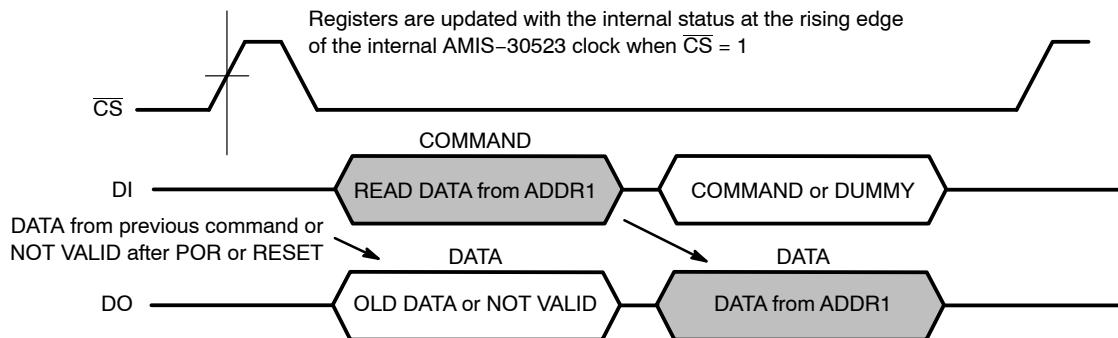 Registers are updated with the internal status at the rising edge
of the internal AMIS−30523 clock when C̅S̅ = 1
C̅S̅
COMMAND
DI
READ DATA from ADDR1
COMMAND or DUMMY
DATA from previous command or
NOT VALID after POR or RESET
DATA
DATA
DO
OLD DATA or NOT VALID
DATA from ADDR1